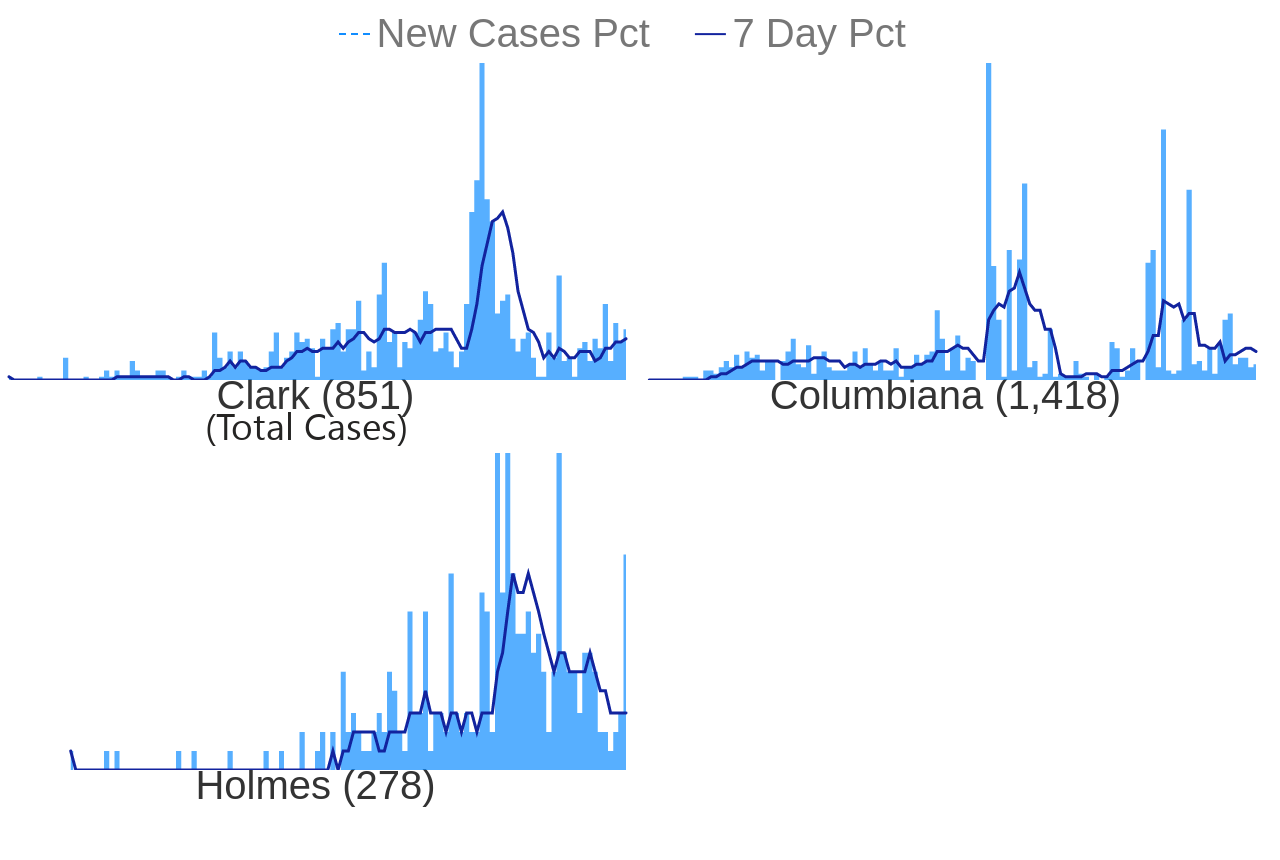 New Cases Pct 7 Day Pct
Clark (851)
(Total Cases)
Columbiana (1,418)
Holmes (278)